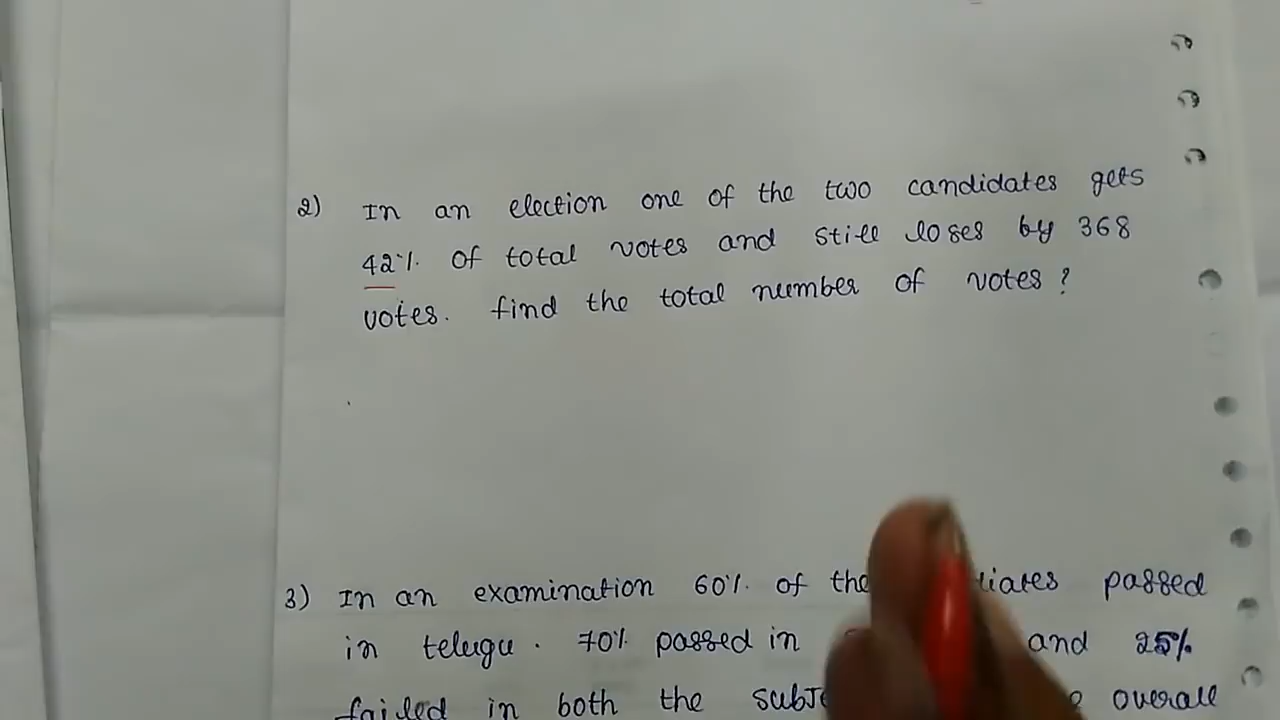 2) In an election one of the two candidates gets
42%. of total votes and still loses by 368
votes. find the total number of votes?
3) In an examination 60%. of the passed
in telugu. 70% passed in and 25%
failed in both the overall